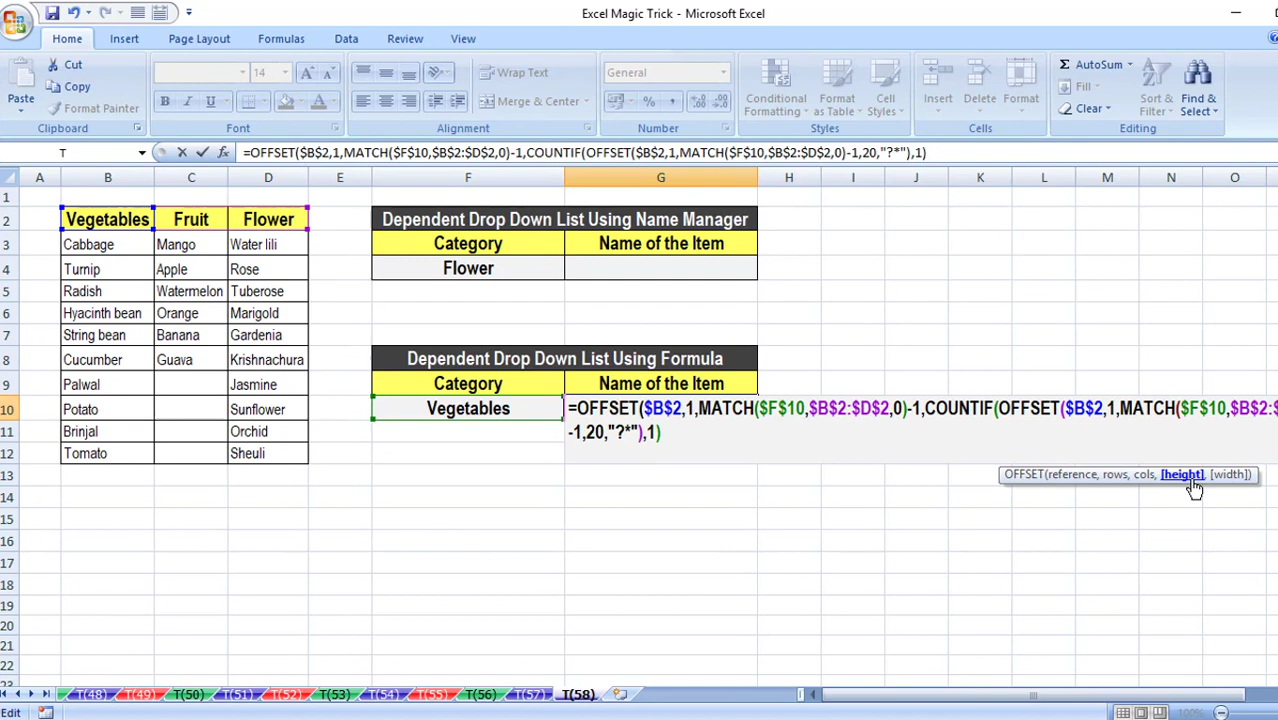 Excel Magic Trick - Microsoft Excel
Home Insert Page Layout Formulas Data Review View
Cut
Copy
Format Painter
Paste
Clipboard
14
A A
B I U
A
Font
Wrap Text
Merge & Center
Alignment
General
%
Number
Conditional Formatting
Format as Table
Cell Styles
Styles
Insert Delete Format
Cells
Σ AutoSum
Fill
Clear
Sort & Filter
Find & Select
Editing
T fx =OFFSET($B$2,1,MATCH($F$10,$B$2:$D$2,0)-1,COUNTIF(OFFSET($B$2,1,MATCH($F$10,$B$2:$D$2,0)-1,20,"?*"),1)
A B C D E F G H I J K L M N O
1
2 Vegetables Fruit Flower Dependent Drop Down List Using Name Manager
3 Cabbage Mango Water lili Category Name of the Item
4 Turnip Apple Rose Flower
5 Radish Watermelon Tuberose
6 Hyacinth bean Orange Marigold
7 String bean Banana Gardenia
8 Cucumber Guava Krishnachura Dependent Drop Down List Using Formula
9 Palwal Jasmine Category Name of the Item
10 Potato Sunflower Vegetables =OFFSET($B$2,1,MATCH($F$10,$B$2:$D$2,0)-1,COUNTIF(OFFSET($B$2,1,MATCH($F$10,$B$2:$
11 Brinjal Orchid -1,20,"?*"),1)
12 Tomato Sheuli
13 OFFSET(reference, rows, cols, [height], [width])
14
15
16
17
18
19
20
21
22
T(48) T(49) T(50) T(51) T(52) T(53) T(54) T(55) T(56) T(57) T(58)
Edit 100%